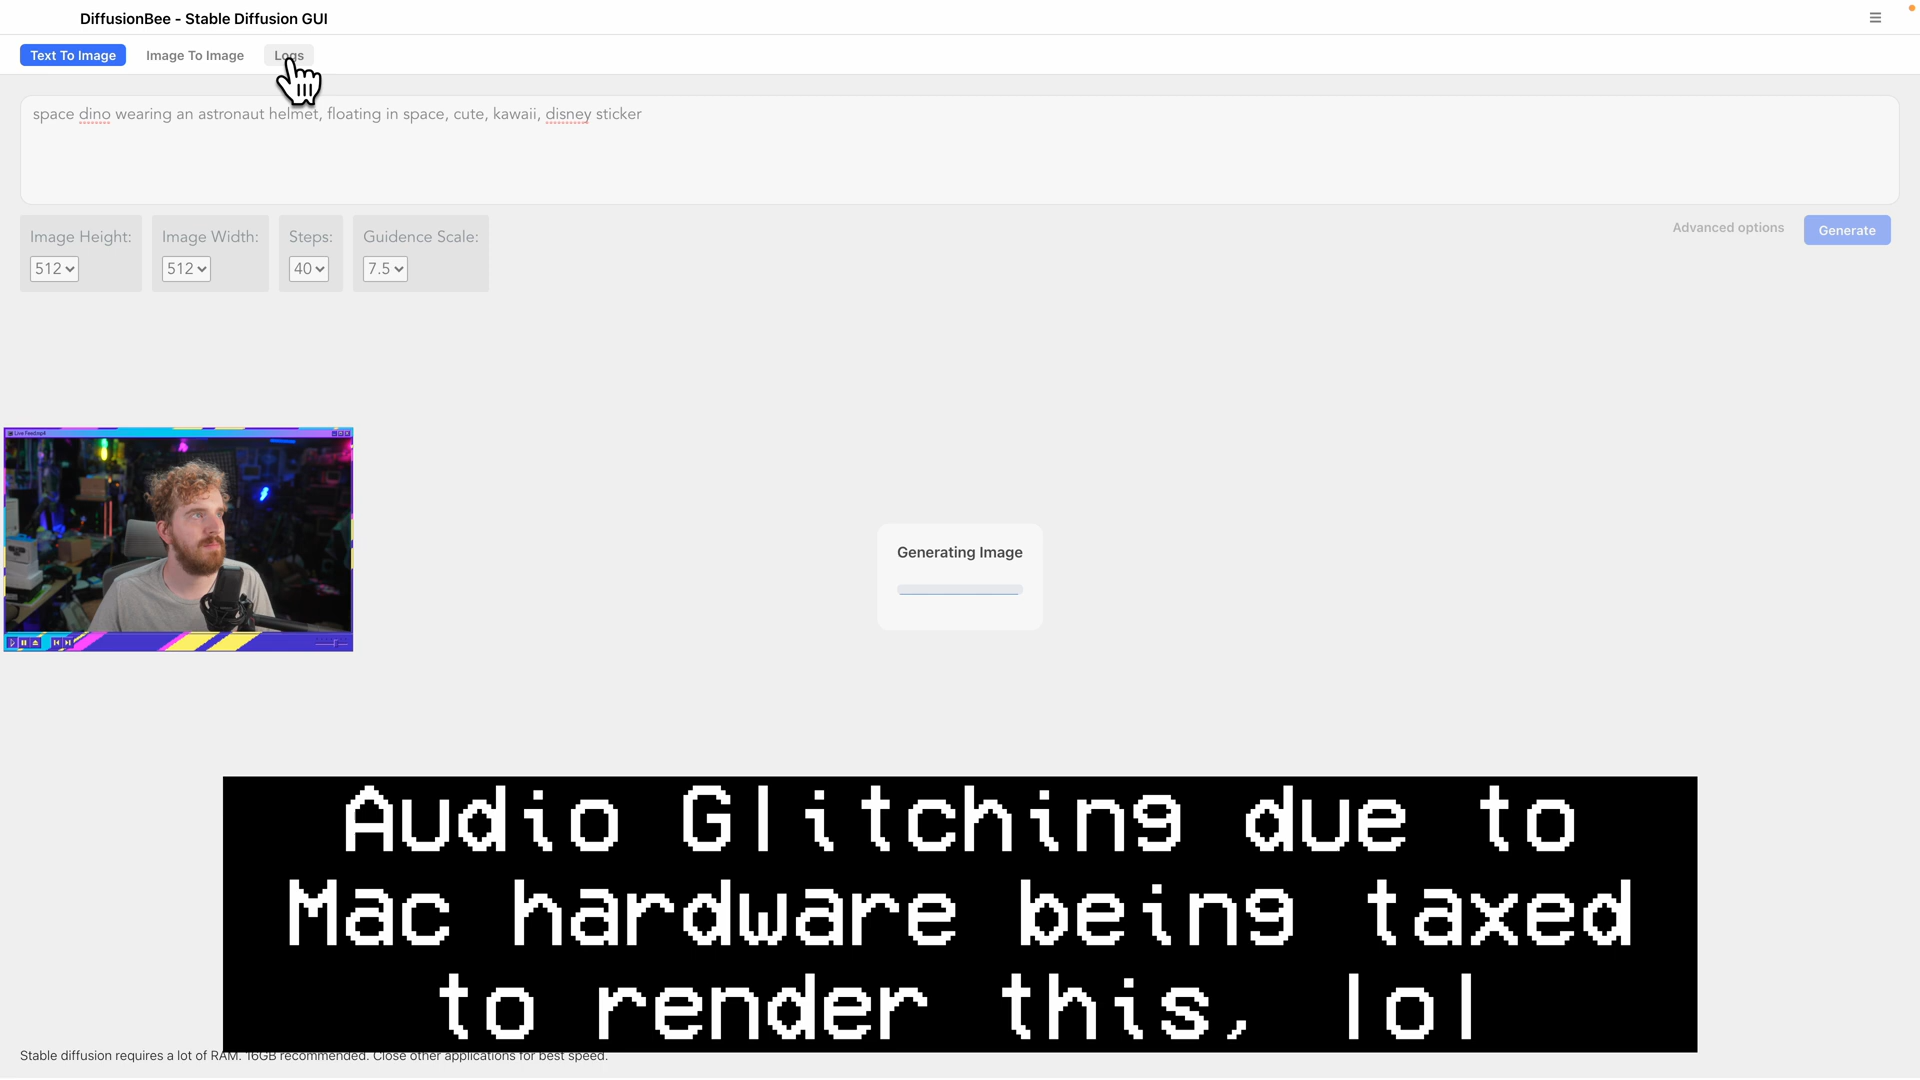 DiffusionBee - Stable Diffusion GUI
Text To Image
Image To Image
Logs
space dino wearing an astronaut helmet, floating in space, cute, kawaii, disney sticker
Image Height:
512
Image Width:
512
Steps:
40
Guidence Scale:
7.5
Advanced options
Generate
Live Feed.mp4
Generating Image
Audio Glitching due to
Mac hardware being taxed
to render this, lol
Stable diffusion requires a lot of RAM. 16GB recommended. Close other applications for best speed.